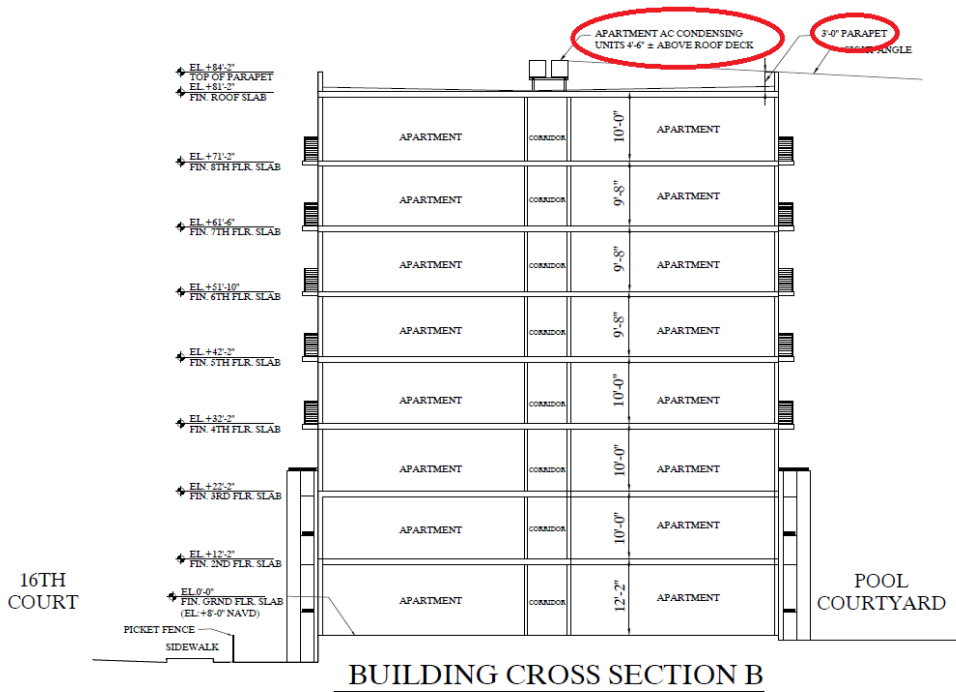 APARTMENT AC CONDENSING
UNITS 4'-6" ± ABOVE ROOF DECK
3'-0" PARAPET
SIGHT ANGLE
EL.+84'-2"
TOP OF PARAPET
EL.+81'-2"
FIN. ROOF SLAB
APARTMENT
CORRIDOR
10'-0"
APARTMENT
EL.+71'-2"
FIN. 8TH FLR. SLAB
APARTMENT
CORRIDOR
9'-8"
APARTMENT
EL.+61'-6"
FIN. 7TH FLR. SLAB
APARTMENT
CORRIDOR
9'-8"
APARTMENT
EL.+51'-10"
FIN. 6TH FLR. SLAB
APARTMENT
CORRIDOR
9'-8"
APARTMENT
EL.+42'-2"
FIN. 5TH FLR. SLAB
APARTMENT
CORRIDOR
10'-0"
APARTMENT
EL.+32'-2"
FIN. 4TH FLR. SLAB
APARTMENT
CORRIDOR
10'-0"
APARTMENT
EL.+22'-2"
FIN. 3RD FLR. SLAB
APARTMENT
CORRIDOR
10'-0"
APARTMENT
EL.+12'-2"
FIN. 2ND FLR. SLAB
APARTMENT
CORRIDOR
12'-2"
APARTMENT
16TH
COURT
EL.0'-0"
FIN. GRND FLR. SLAB
(EL:+8'-0" NAVD)
PICKET FENCE
SIDEWALK
POOL
COURTYARD
BUILDING CROSS SECTION B